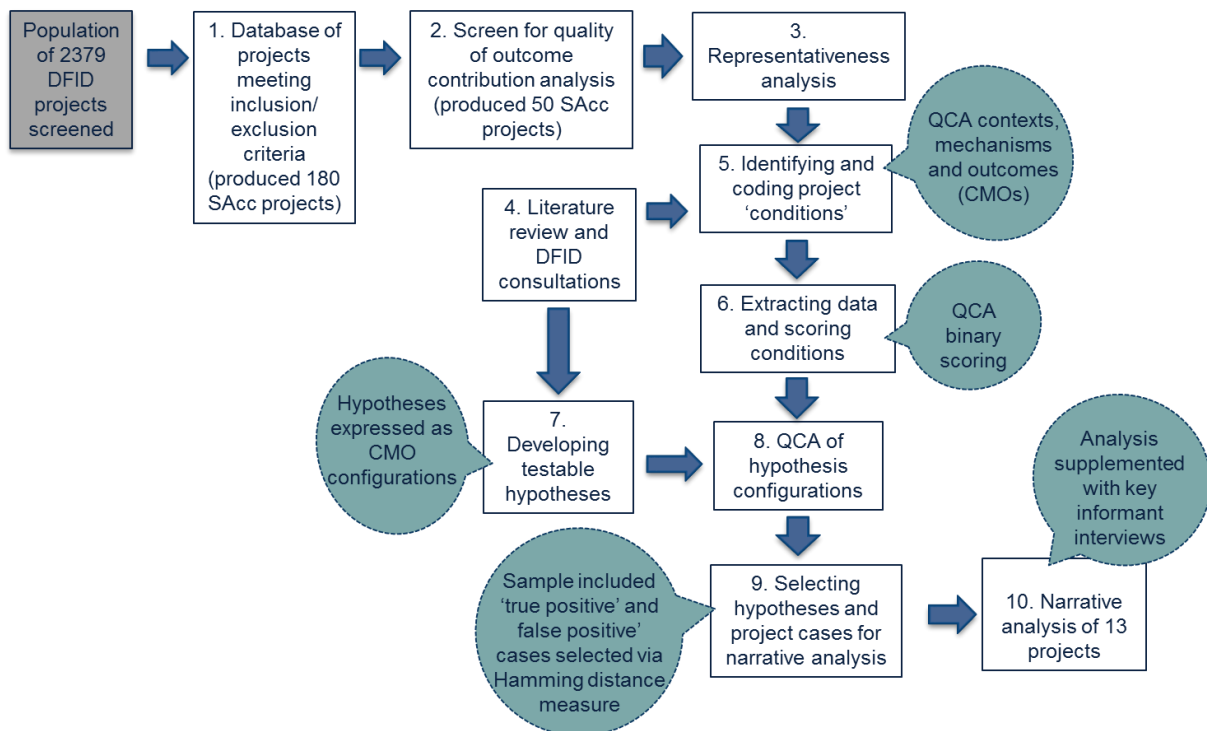 Population
of 2379
DFID
projects
screened
1. Database of
projects
meeting
inclusion/
exclusion
criteria
(produced 180
SAcc projects)
2. Screen for quality
of outcome
contribution analysis
(produced 50 SAcc
projects)
3.
Representativeness
analysis
QCA contexts,
mechanisms
and outcomes
(CMOs)
4. Literature
review and
DFID
consultations
5. Identifying and
coding project
‘conditions’
6. Extracting data
and scoring
conditions
QCA
binary
scoring
Hypotheses
expressed as
CMO
configurations
7.
Developing
testable
hypotheses
8. QCA of
hypothesis
configurations
Analysis
supplemented
with key
informant
interviews
Sample included
‘true positive’ and
false positive’
cases selected via
Hamming distance
measure
9. Selecting
hypotheses and
project cases for
narrative analysis
10. Narrative
analysis of 13
projects